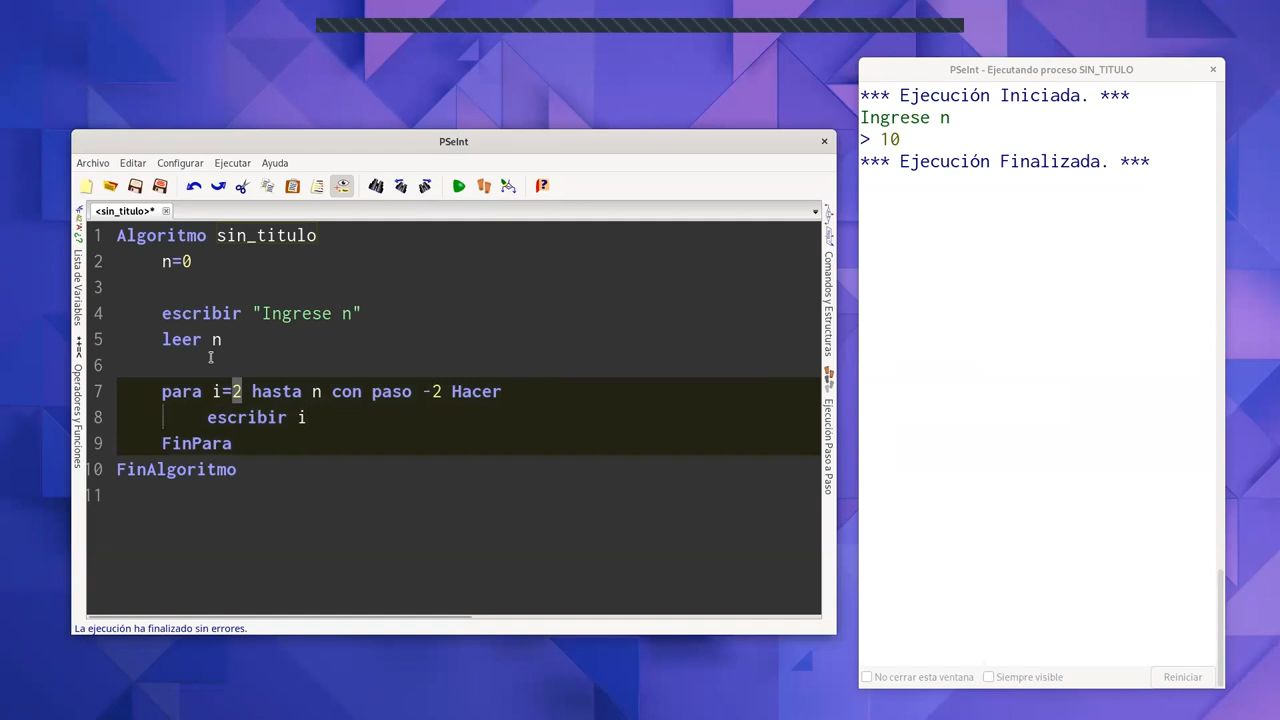 PSeInt
Archivo Editar Configurar Ejecutar Ayuda
<sin_titulo>*
1 Algoritmo sin_titulo
2 n=0
3
4 escribir "Ingrese n"
5 leer n
6
7 para i=2 hasta n con paso -2 Hacer
8 escribir i
9 FinPara
10 FinAlgoritmo
11
Lista de Variables
*+=< Operadores y Funciones
Comandos y Estructuras
Ejecución Paso a Paso
La ejecución ha finalizado sin errores.
PSeInt - Ejecutando proceso SIN_TITULO
*** Ejecución Iniciada. ***
Ingrese n
> 10
*** Ejecución Finalizada. ***
No cerrar esta ventana
Siempre visible
Reiniciar